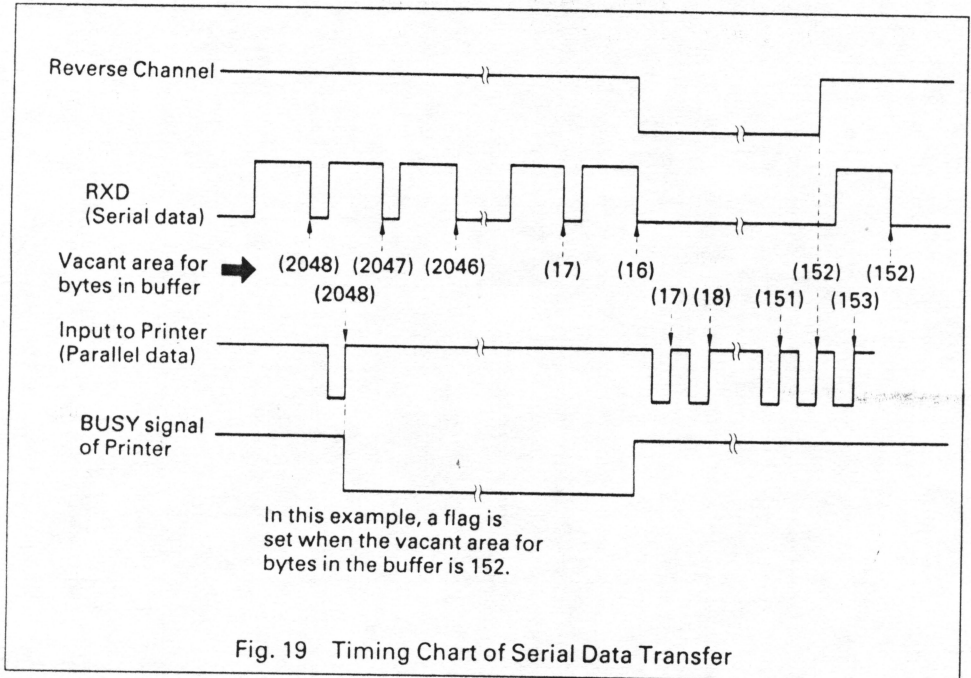 Reverse Channel
RXD
(Serial data)
Vacant area for
bytes in buffer
(2048) (2047) (2046) (17) (16) (152) (152)
(2048) (17) (18) (151) (153)
Input to Printer
(Parallel data)
BUSY signal
of Printer
In this example, a flag is
set when the vacant area for
bytes in the buffer is 152.
Fig. 19 Timing Chart of Serial Data Transfer